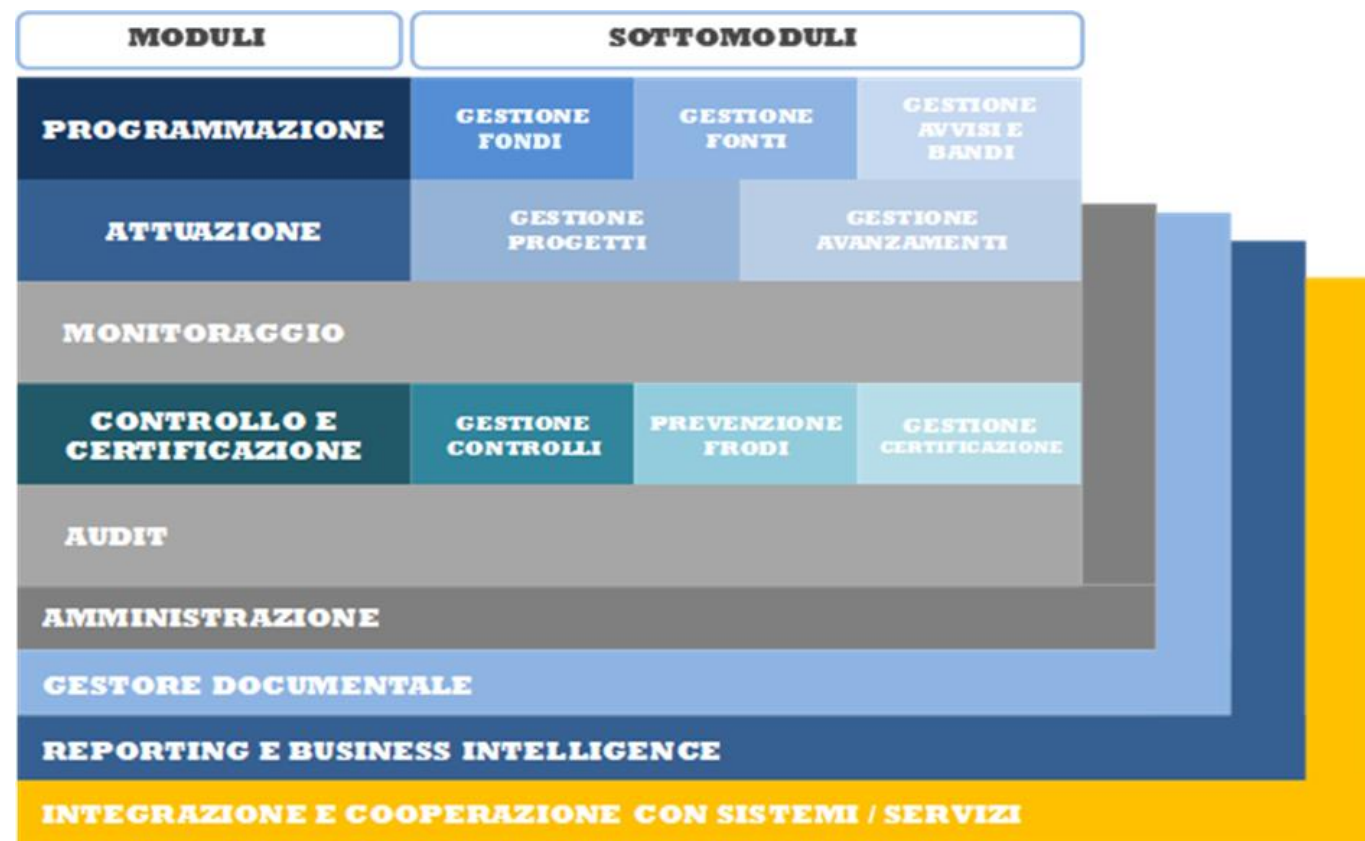 MODULI
SOTTOMODULI
PROGRAMMAZIONE
GESTIONE
FONDI
GESTIONE
FONTI
GESTIONE
AVVISI E
BANDI
ATTUAZIONE
GESTIONE
PROGETTI
GESTIONE
AVANZAMENTI
MONITORAGGIO
CONTROLLO E
CERTIFICAZIONE
GESTIONE
CONTROLLI
PREVENZIONE
FRODI
GESTIONE
CERTIFICAZIONE
AUDIT
AMMINISTRAZIONE
GESTORE DOCUMENTALE
REPORTING E BUSINESS INTELLIGENCE
INTEGRAZIONE E COOPERAZIONE CON SISTEMI / SERVIZI